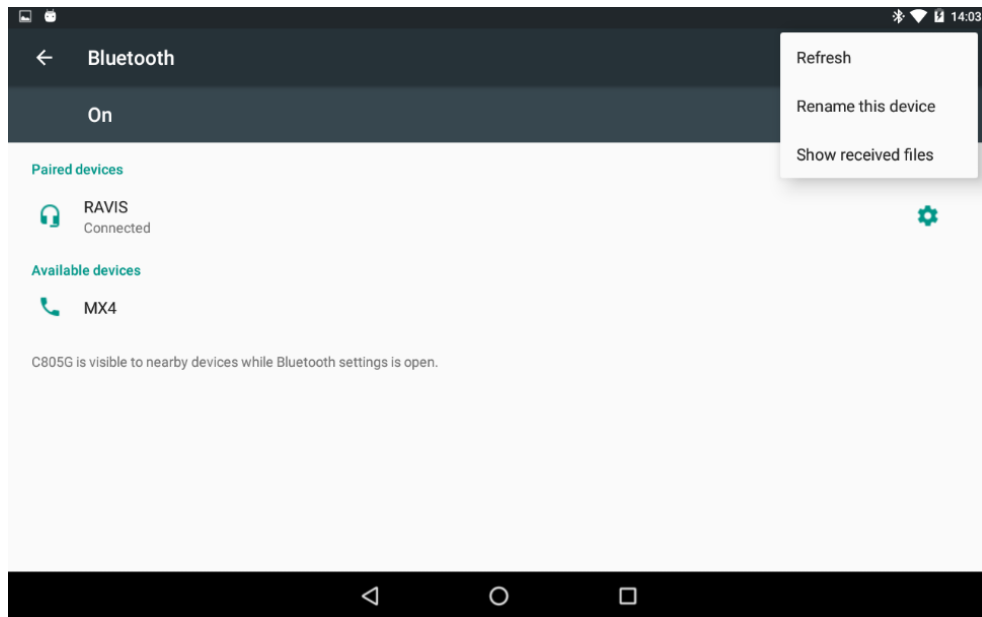 14:03
Bluetooth
Refresh
Rename this device
On
Show received files
Paired devices
RAVIS
Connected
Available devices
MX4
C805G is visible to nearby devices while Bluetooth settings is open.